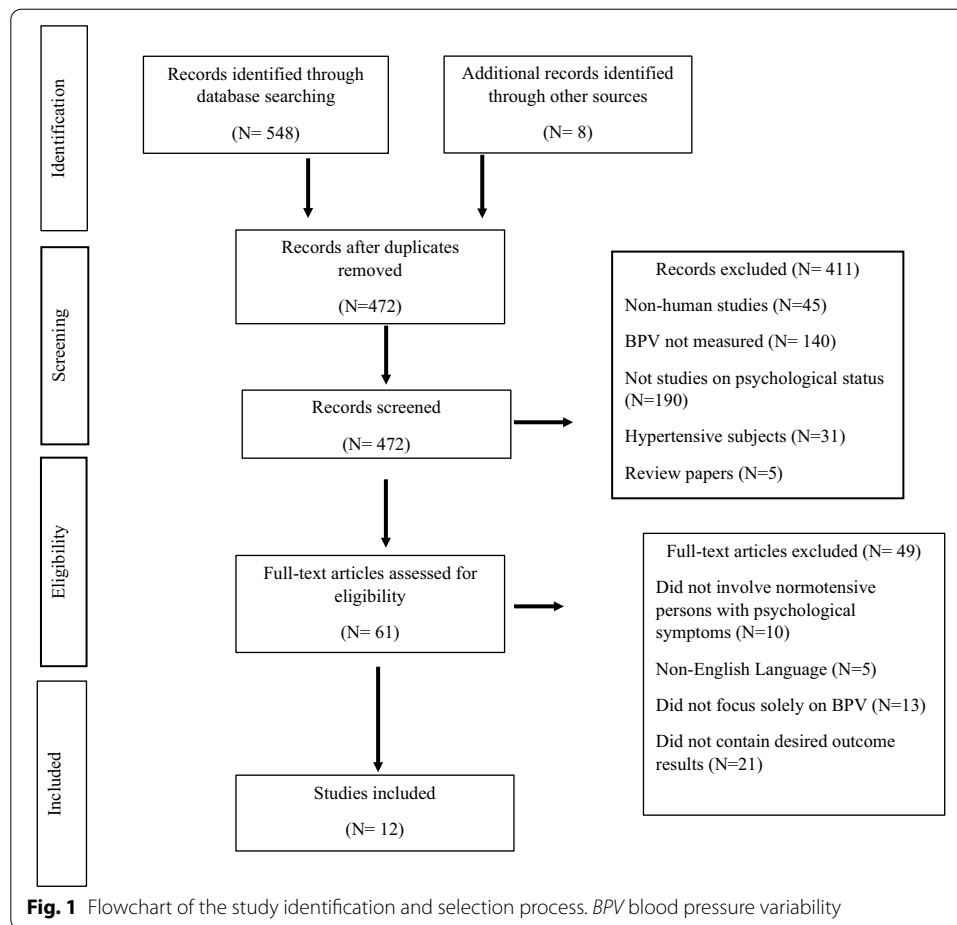 Identification
Records identified through
database searching
(N= 548)
Additional records identified
through other sources
(N= 8)
Screening
Records after duplicates
removed
(N=472)
Records screened
(N= 472)
Records excluded (N= 411)
Non-human studies (N=45)
BPV not measured (N= 140)
Not studies on psychological status
(N=190)
Hypertensive subjects (N=31)
Review papers (N=5)
Eligibility
Full-text articles assessed for
eligibility
(N= 61)
Full-text articles excluded (N= 49)
Did not involve normotensive
persons with psychological
symptoms (N=10)
Non-English Language (N=5)
Did not focus solely on BPV (N=13)
Did not contain desired outcome
results (N=21)
Included
Studies included
(N= 12)
Fig. 1 Flowchart of the study identification and selection process. BPV blood pressure variability